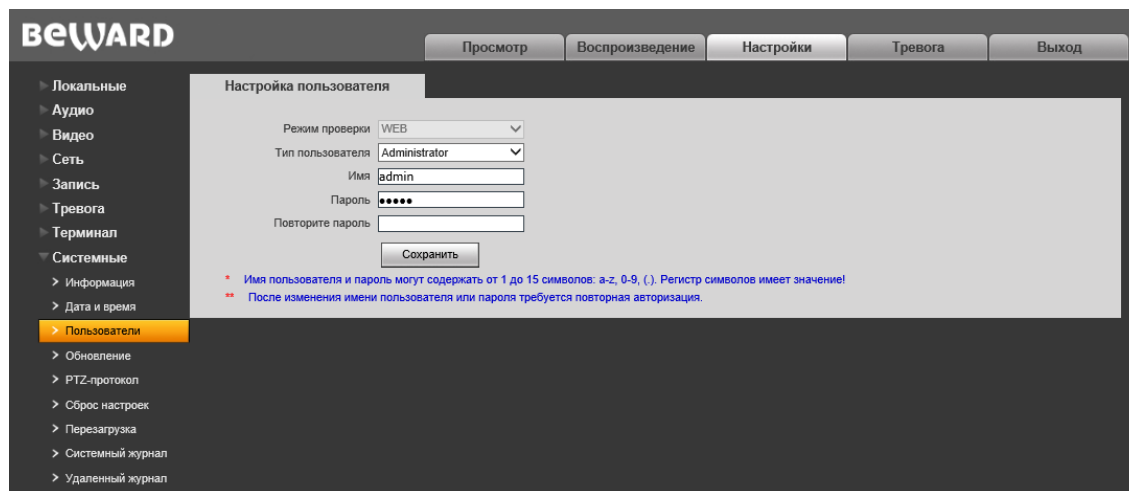 BEWARD
Просмотр
Воспроизведение
Настройки
Тревога
Выход
Локальные
Аудио
Видео
Сеть
Запись
Тревога
Терминал
Системные
Информация
Дата и время
Пользователи
Обновление
PTZ-протокол
Сброс настроек
Перезагрузка
Системный журнал
Удаленный журнал
Настройка пользователя
Режим проверки WEB
Тип пользователя Administrator
Имя admin
Пароль •••••
Повторите пароль
Сохранить
* Имя пользователя и пароль могут содержать от 1 до 15 символов: a-z, 0-9, (.). Регистр символов имеет значение!
** После изменения имени пользователя или пароля требуется повторная авторизация.